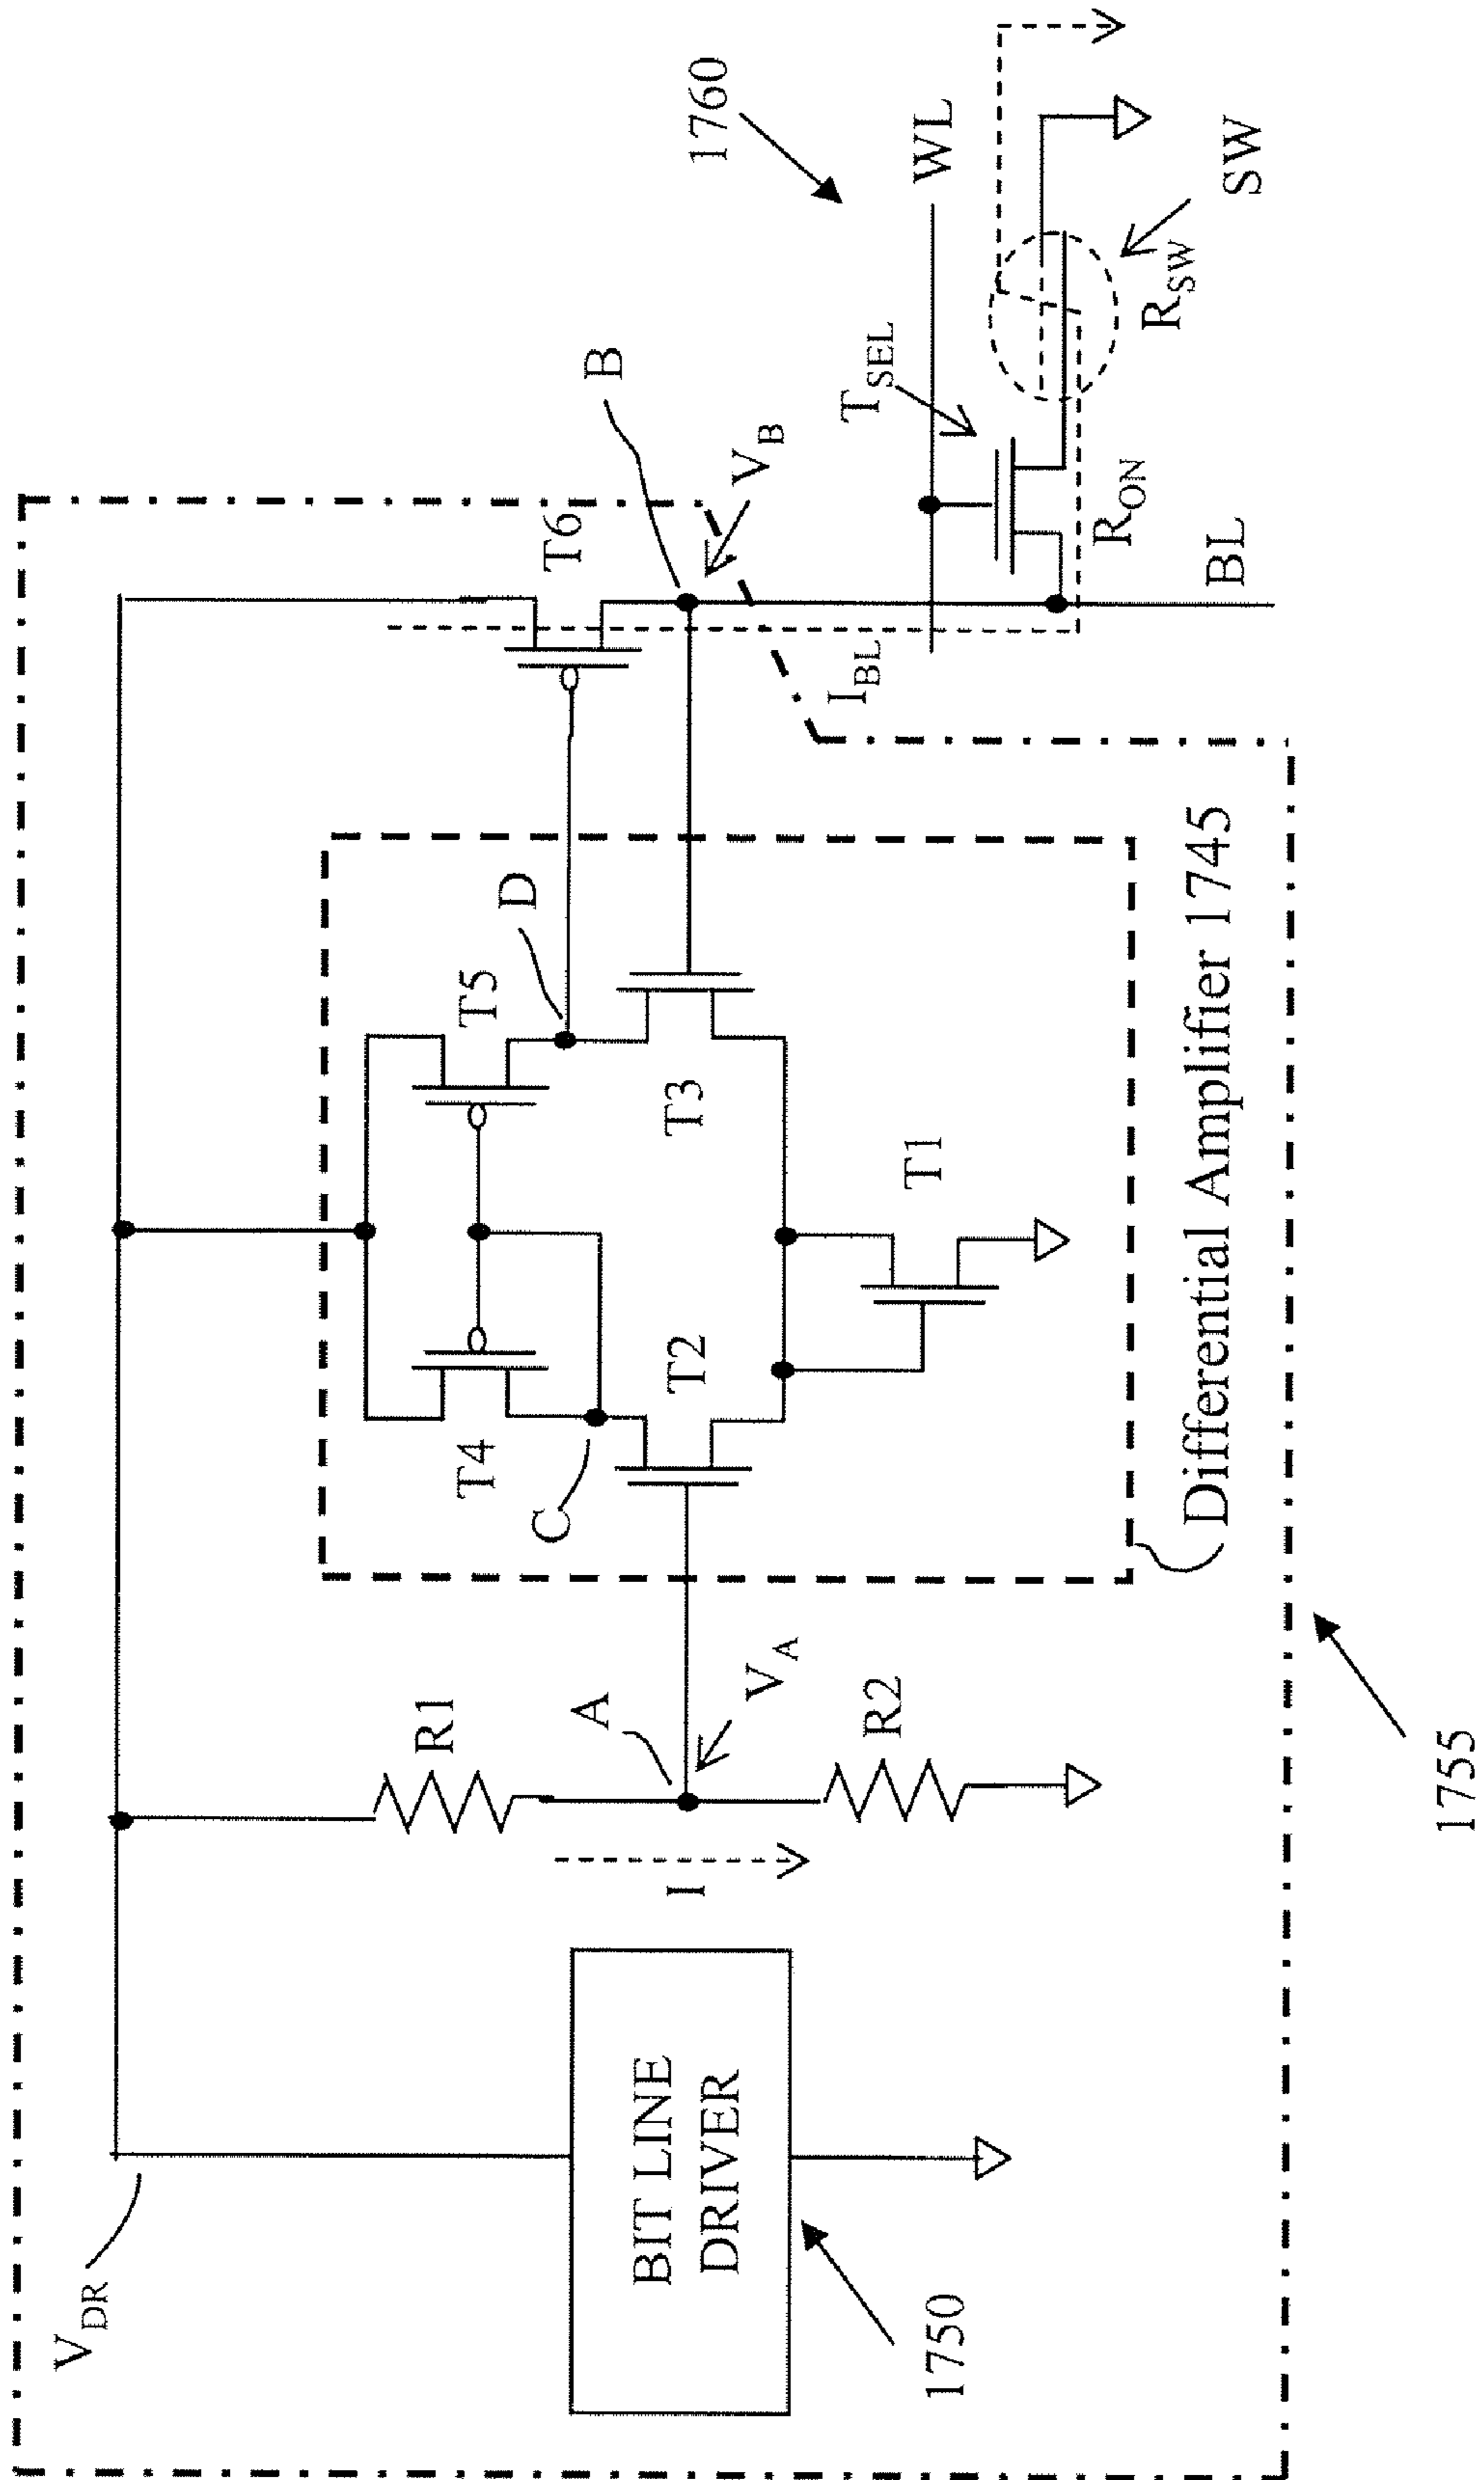 V_DR
BIT LINE
DRIVER
1750
I
R1
A
V_A
R2
C
T4
T2
T5
D
T3
T1
Differential Amplifier 1745
1755
T6
B
V_B
I_BL
1760
WL
T_SEL
R_ON
R_SW
SW
BL